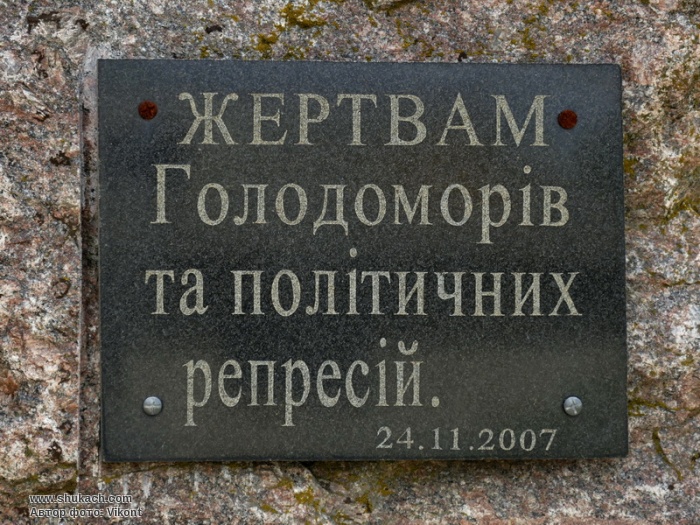 ЖЕРТВАМ
Голодоморів
та політичних
репресій.
24.11.2007
www.shukach.com
Автор фото: Vikont